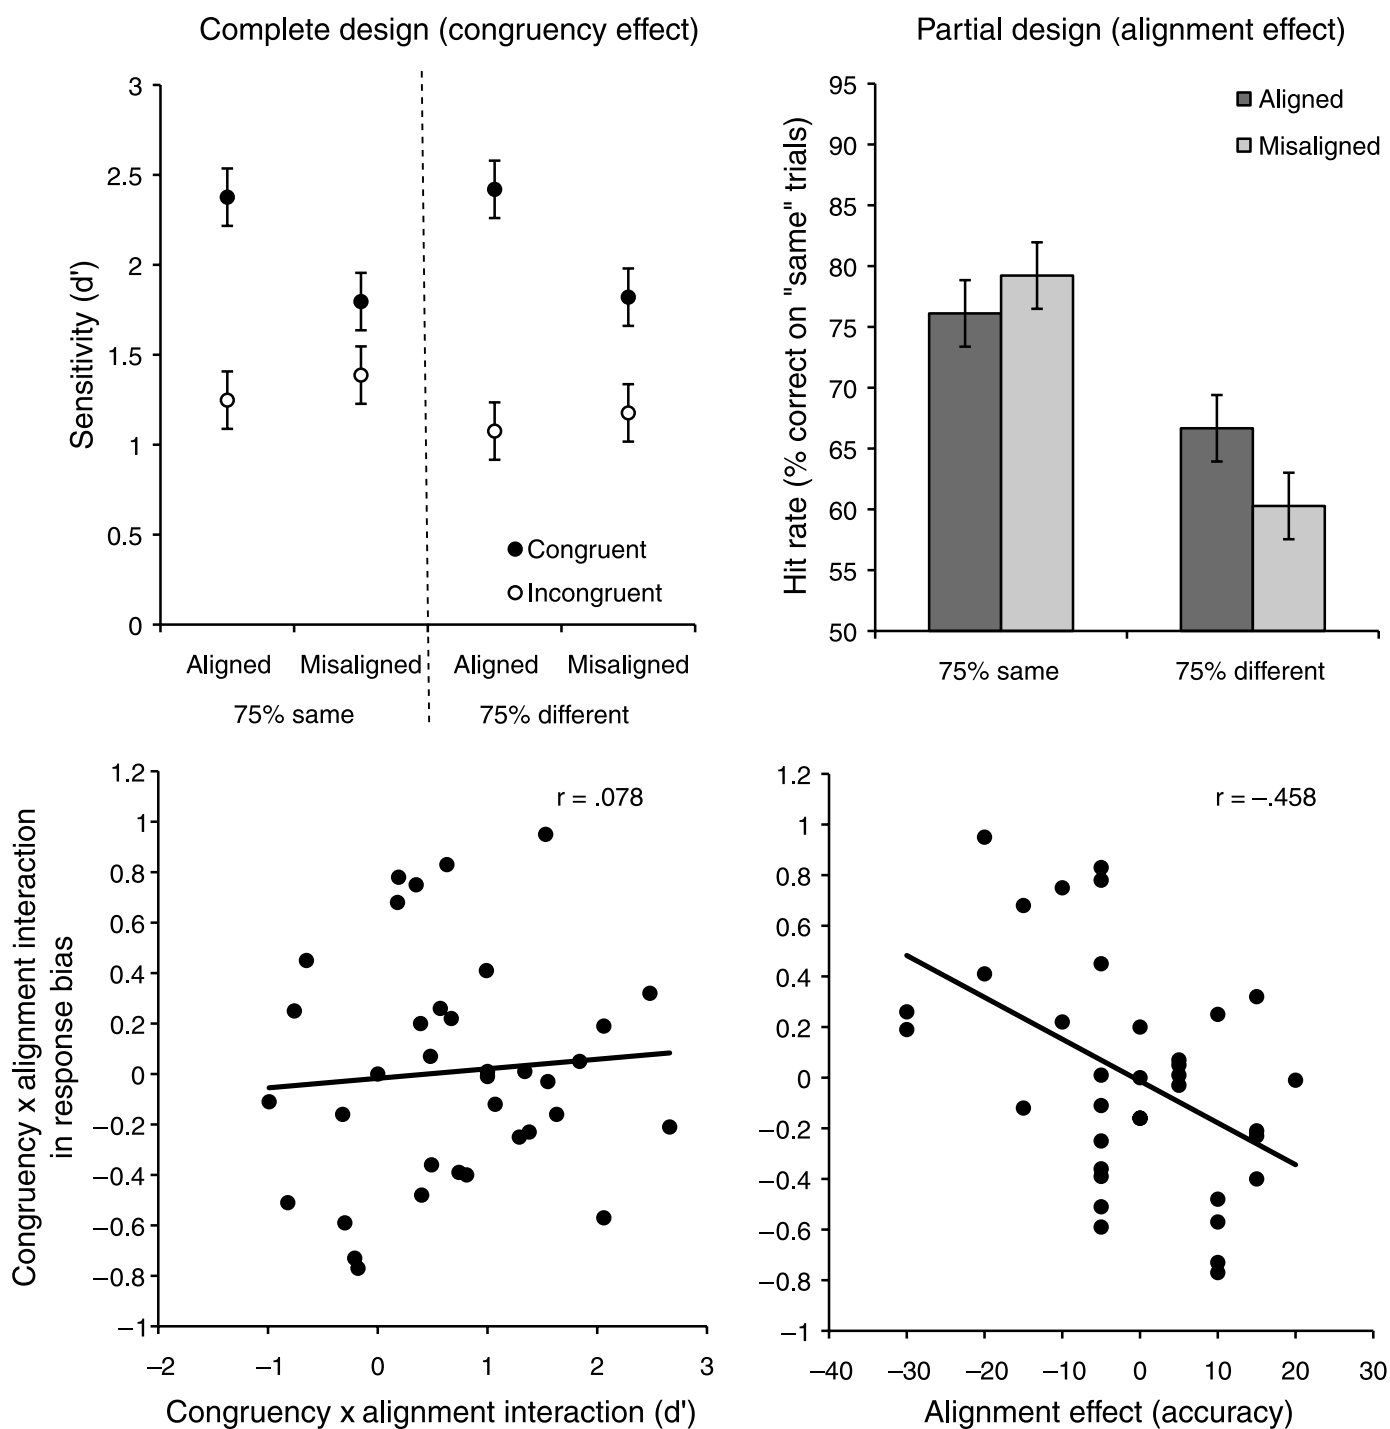 Complete design (congruency effect)
Sensitivity (d')
3
2.5
2
1.5
1
0.5
0
Congruent
Incongruent
Aligned Misaligned Aligned Misaligned
75% same 75% different
Partial design (alignment effect)
Hit rate (% correct on "same" trials)
95
90
85
80
75
70
65
60
55
50
Aligned
Misaligned
75% same 75% different
Congruency x alignment interaction
in response bias
1.2
1
0.8
0.6
0.4
0.2
0
−0.2
−0.4
−0.6
−0.8
−1
r = .078
−2 −1 0 1 2 3
Congruency x alignment interaction (d')
1.2
1
0.8
0.6
0.4
0.2
0
−0.2
−0.4
−0.6
−0.8
−1
r = −.458
−40 −30 −20 −10 0 10 20 30
Alignment effect (accuracy)